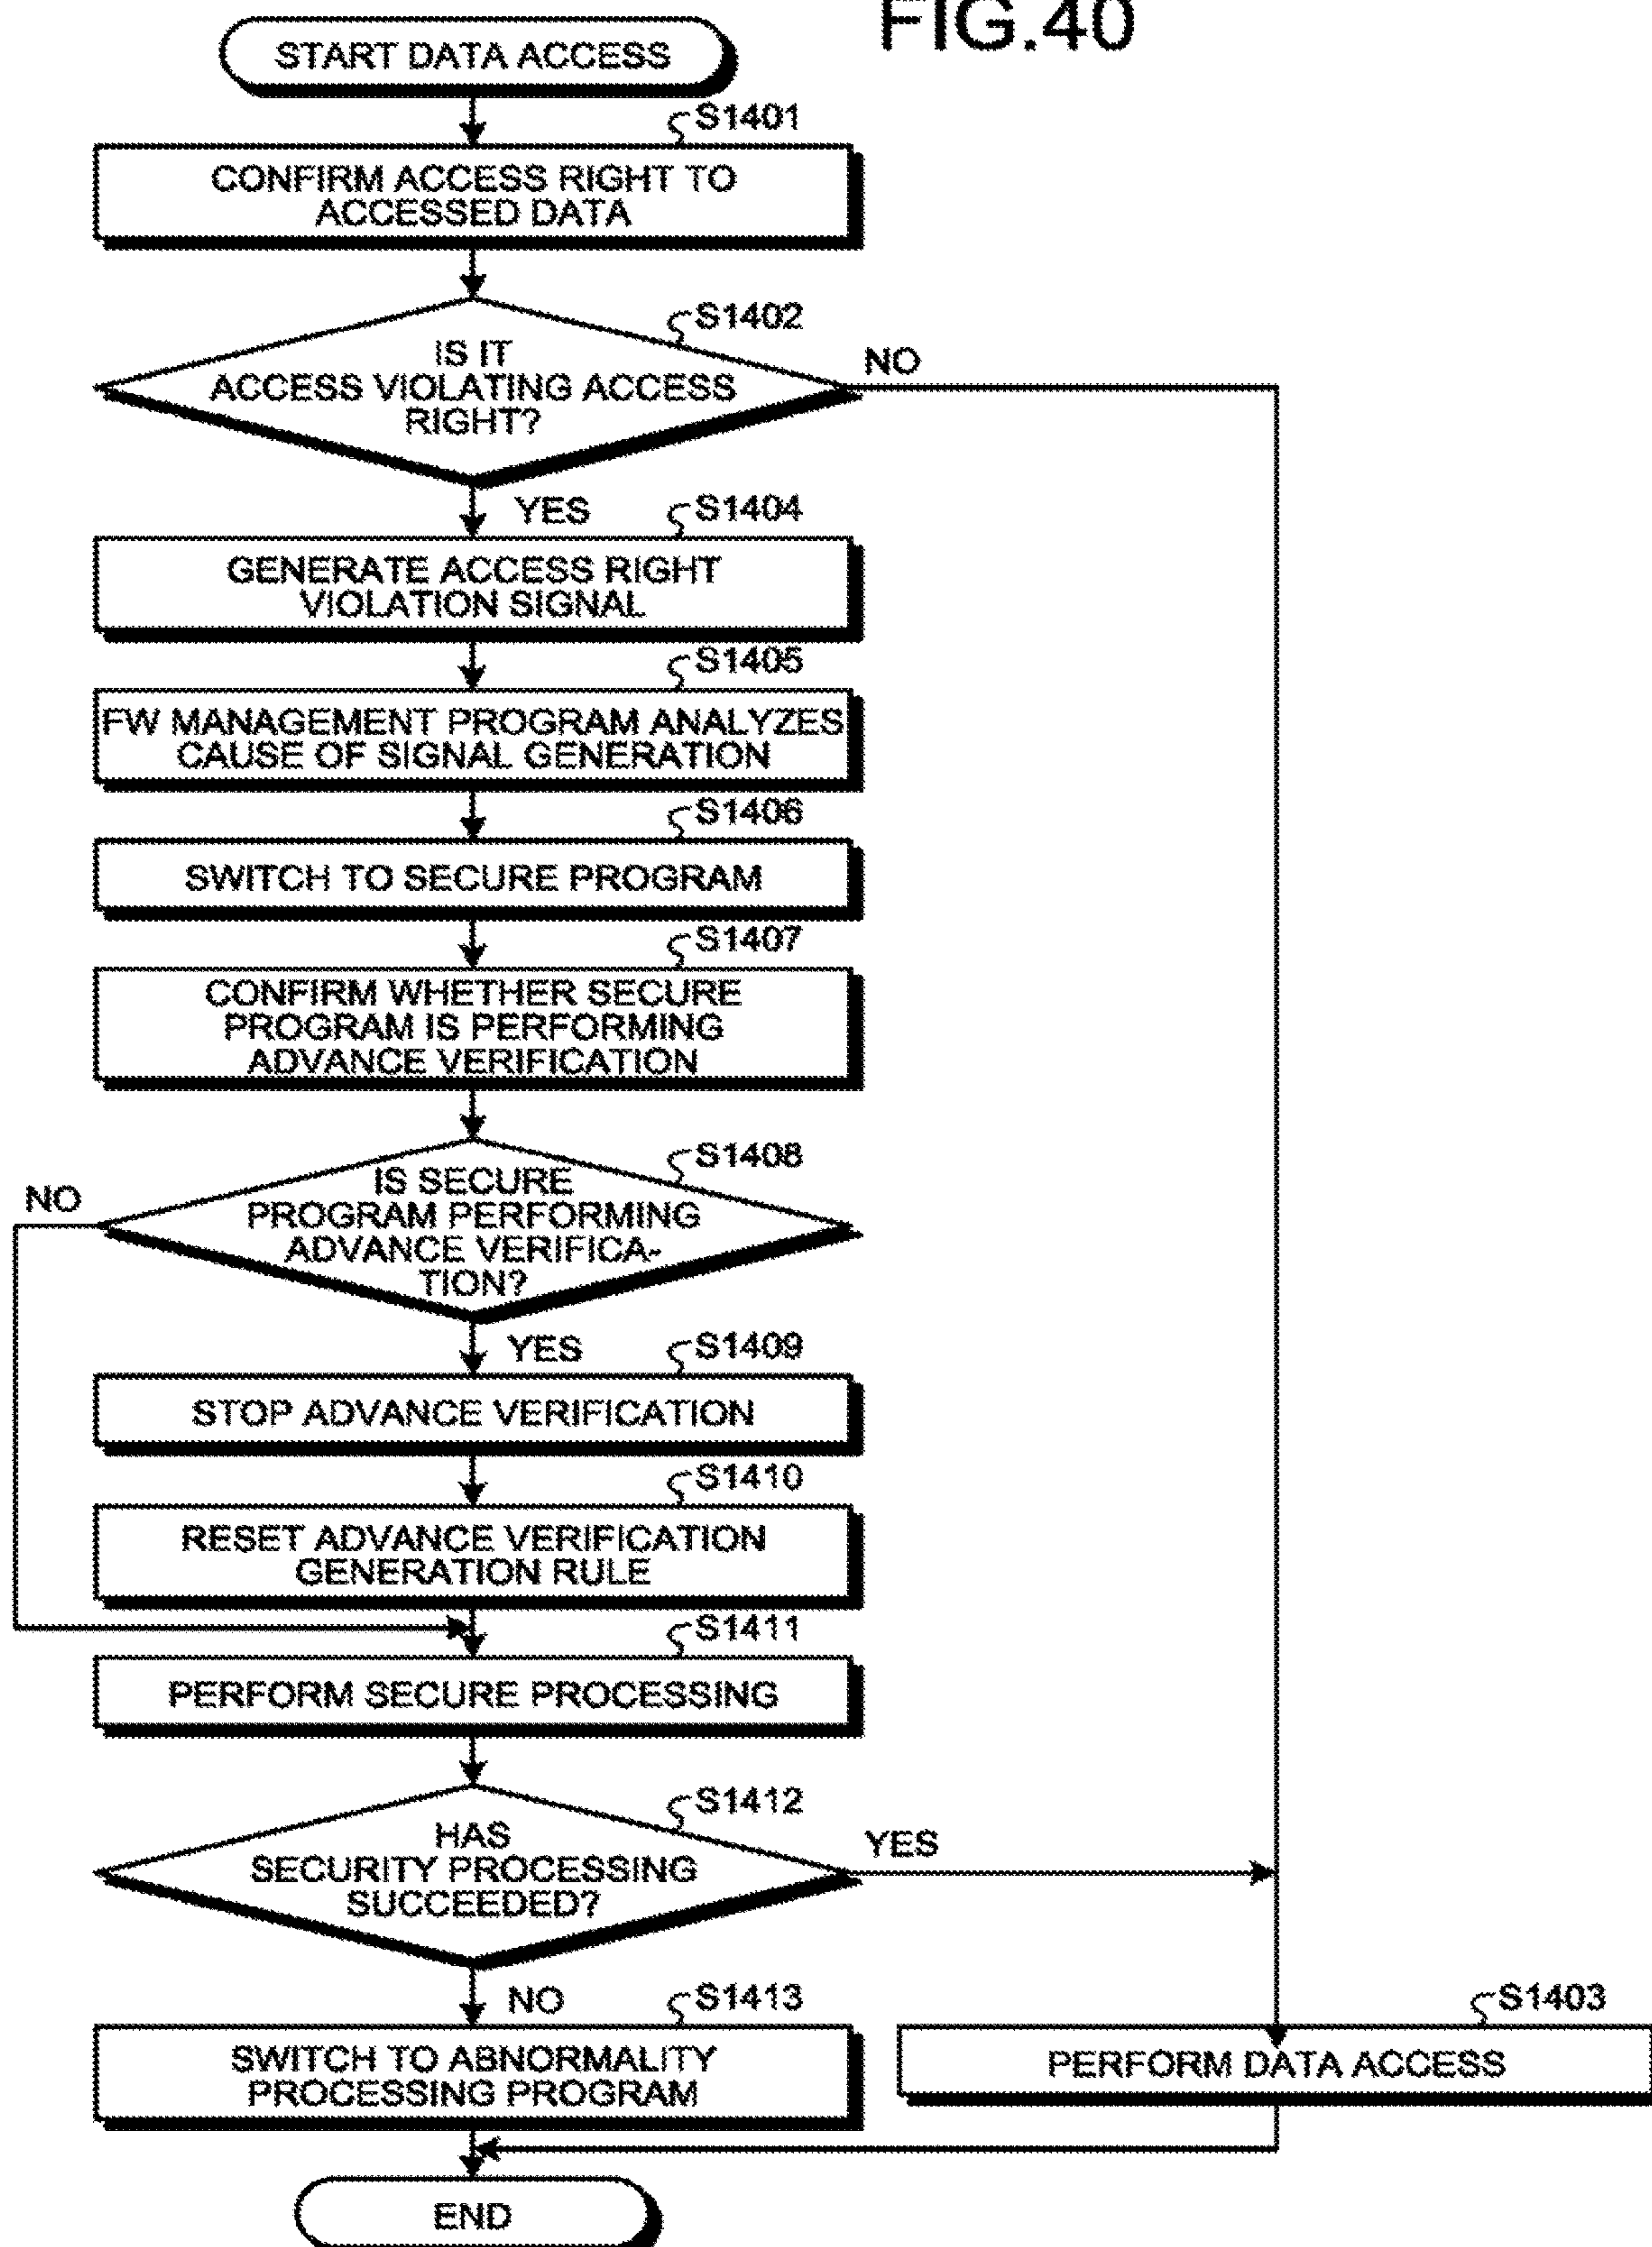 FIG.40
START DATA ACCESS
S1401
CONFIRM ACCESS RIGHT TO
ACCESSED DATA
S1402
IS IT
ACCESS VIOLATING ACCESS
RIGHT?
NO
YES
S1404
GENERATE ACCESS RIGHT
VIOLATION SIGNAL
S1405
FW MANAGEMENT PROGRAM ANALYZES
CAUSE OF SIGNAL GENERATION
S1406
SWITCH TO SECURE PROGRAM
S1407
CONFIRM WHETHER SECURE
PROGRAM IS PERFORMING
ADVANCE VERIFICATION
S1408
IS SECURE
PROGRAM PERFORMING
ADVANCE VERIFICA-
TION?
NO
YES
S1409
STOP ADVANCE VERIFICATION
S1410
RESET ADVANCE VERIFICATION
GENERATION RULE
S1411
PERFORM SECURE PROCESSING
S1412
HAS
SECURITY PROCESSING
SUCCEEDED?
YES
NO
S1413
SWITCH TO ABNORMALITY
PROCESSING PROGRAM
S1403
PERFORM DATA ACCESS
END